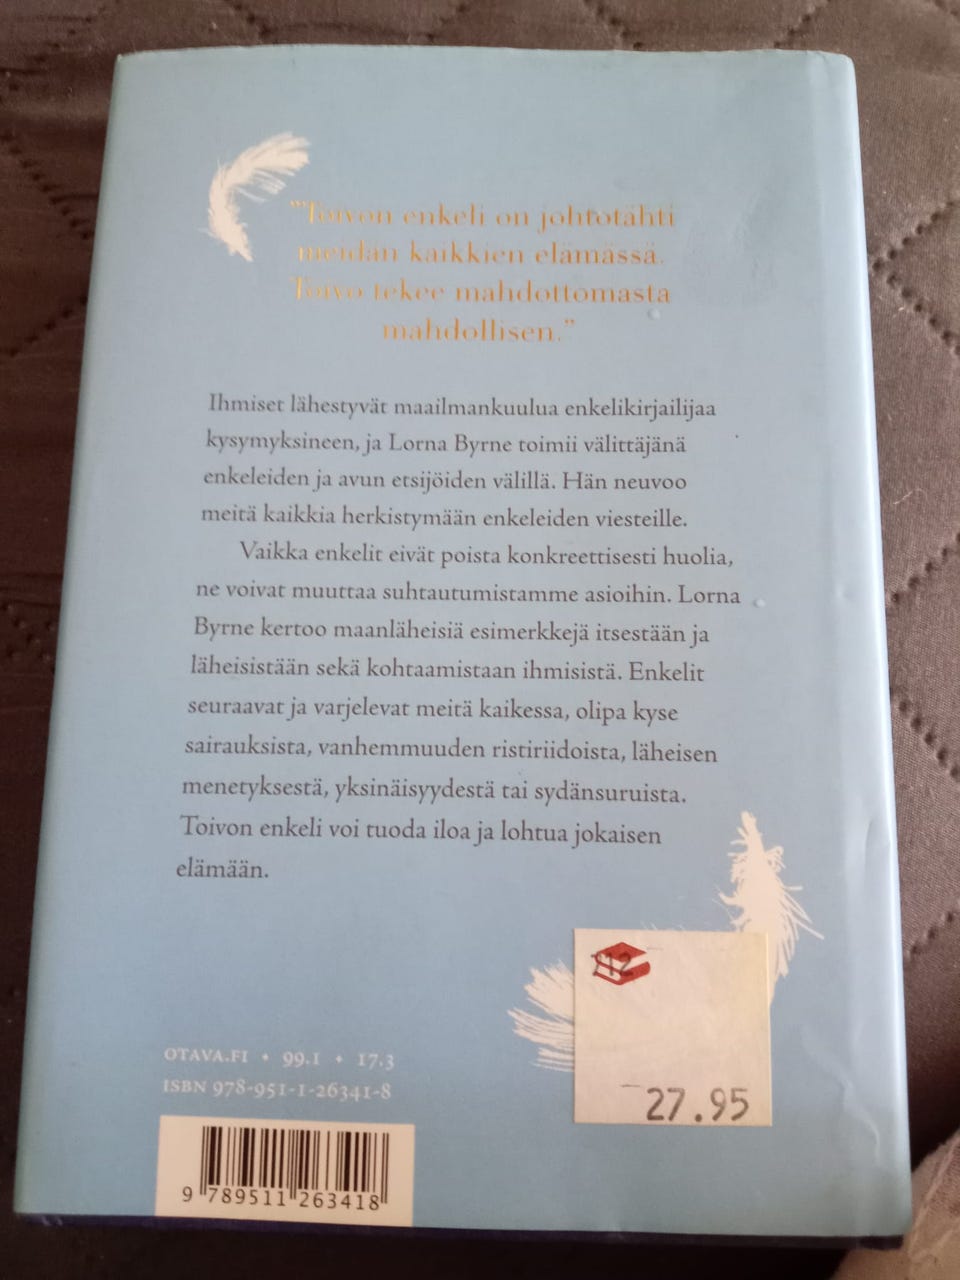 "Toivon enkeli on johtotähti
meidän kaikkien elämässä.
Toivo tekee mahdottomasta
mahdollisen."
Ihmiset lähestyvät maailmankuulua enkelikirjailijaa
kysymyksineen, ja Lorna Byrne toimii välittäjänä
enkeleiden ja avun etsijöiden välillä. Hän neuvoo
meitä kaikkia herkistymään enkeleiden viesteille.
Vaikka enkelit eivät poista konkreettisesti huolia,
ne voivat muuttaa suhtautumistamme asioihin. Lorna
Byrne kertoo maanläheisiä esimerkkejä itsestään ja
läheisistään sekä kohtaamistaan ihmisistä. Enkelit
seuraavat ja varjelevat meitä kaikessa, olipa kyse
sairauksista, vanhemmuuden ristiriidoista, läheisen
menetyksestä, yksinäisyydestä tai sydänsuruista.
Toivon enkeli voi tuoda iloa ja lohtua jokaisen
elämään.
OTAVA.FI • 99.1 • 17.3
ISBN 978-951-1-26341-8
9 789511 263418
27.95